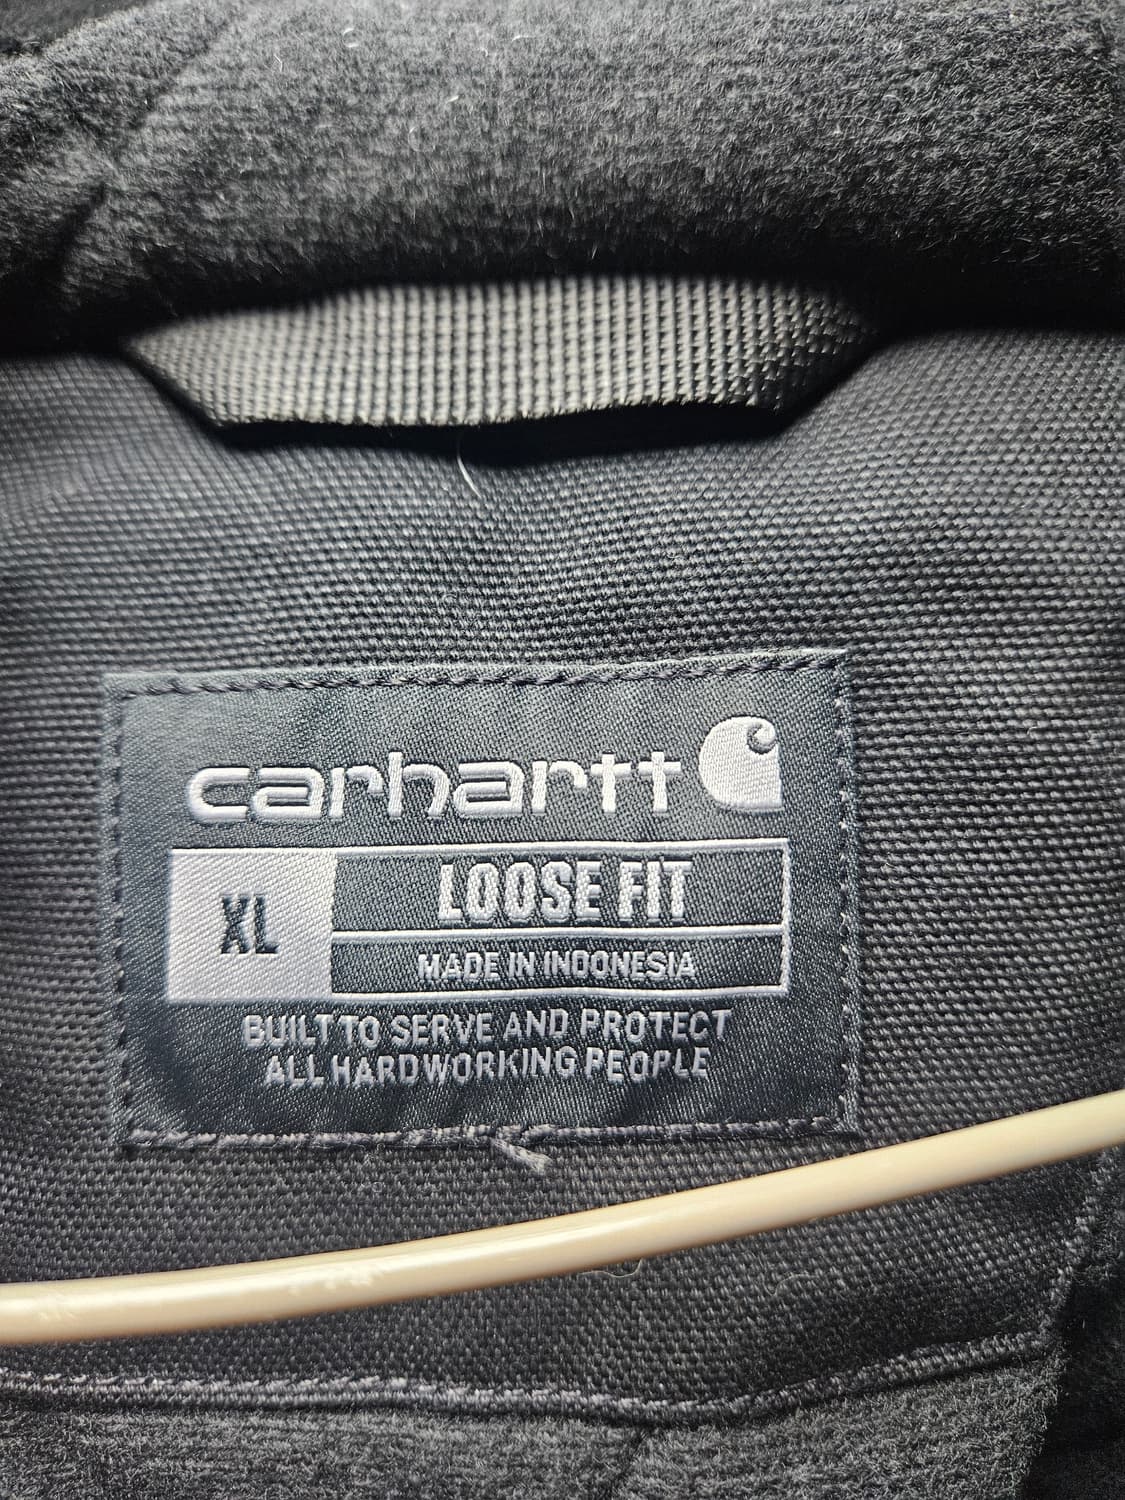 carhartt
XL
LOOSE FIT
MADE IN INDONESIA
BUILT TO SERVE AND PROTECT
ALL HARDWORKING PEOPLE